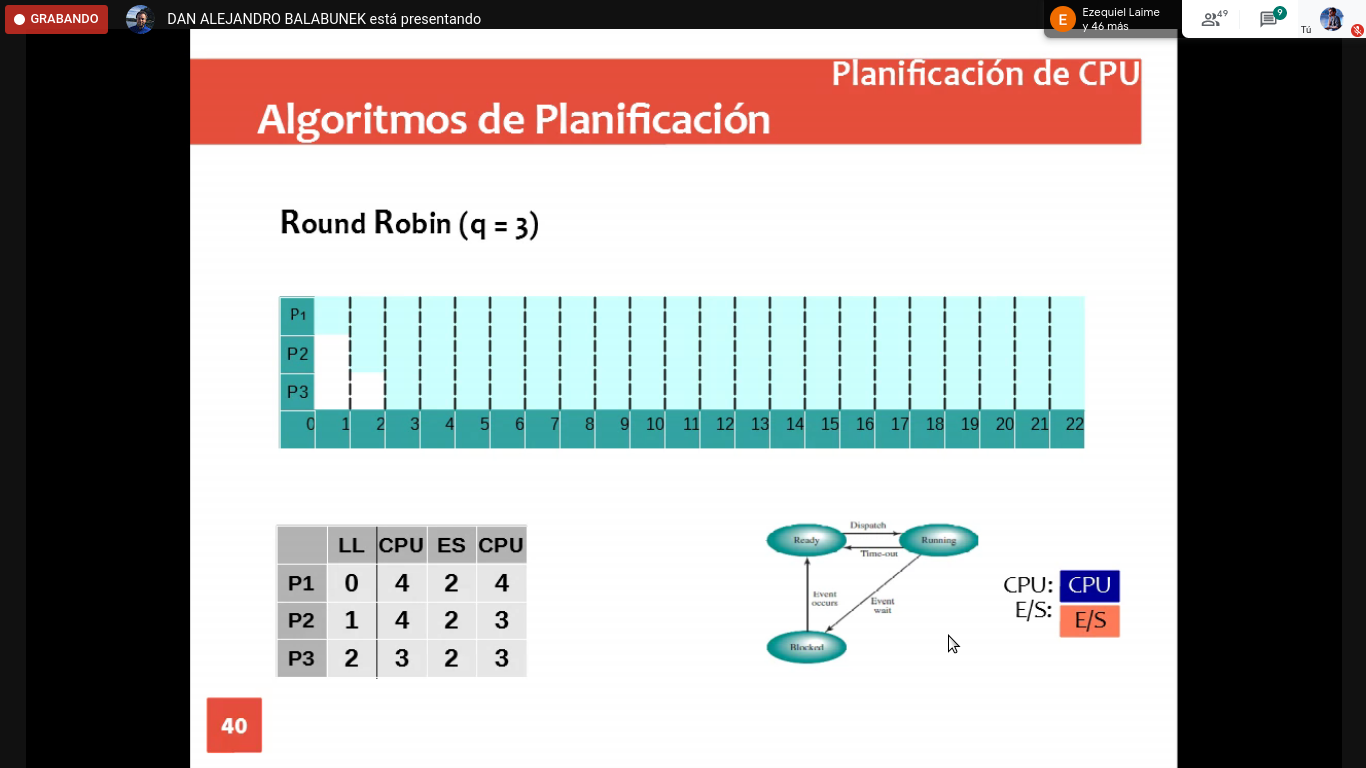 GRABANDO
DAN ALEJANDRO BALABUNEK está presentando
E
Ezequiel Laime
y 46 más
49
9
Tú
Planificación de CPU
Algoritmos de Planificación
Round Robin (q = 3)
P1
P2
P3
0 1 2 3 4 5 6 7 8 9 10 11 12 13 14 15 16 17 18 19 20 21 22
LL CPU ES CPU
P1 0 4 2 4
P2 1 4 2 3
P3 2 3 2 3
Dispatch
Ready
Running
Time-out
Event
occurs
Event
wait
Blocked
CPU: CPU
E/S: E/S
40